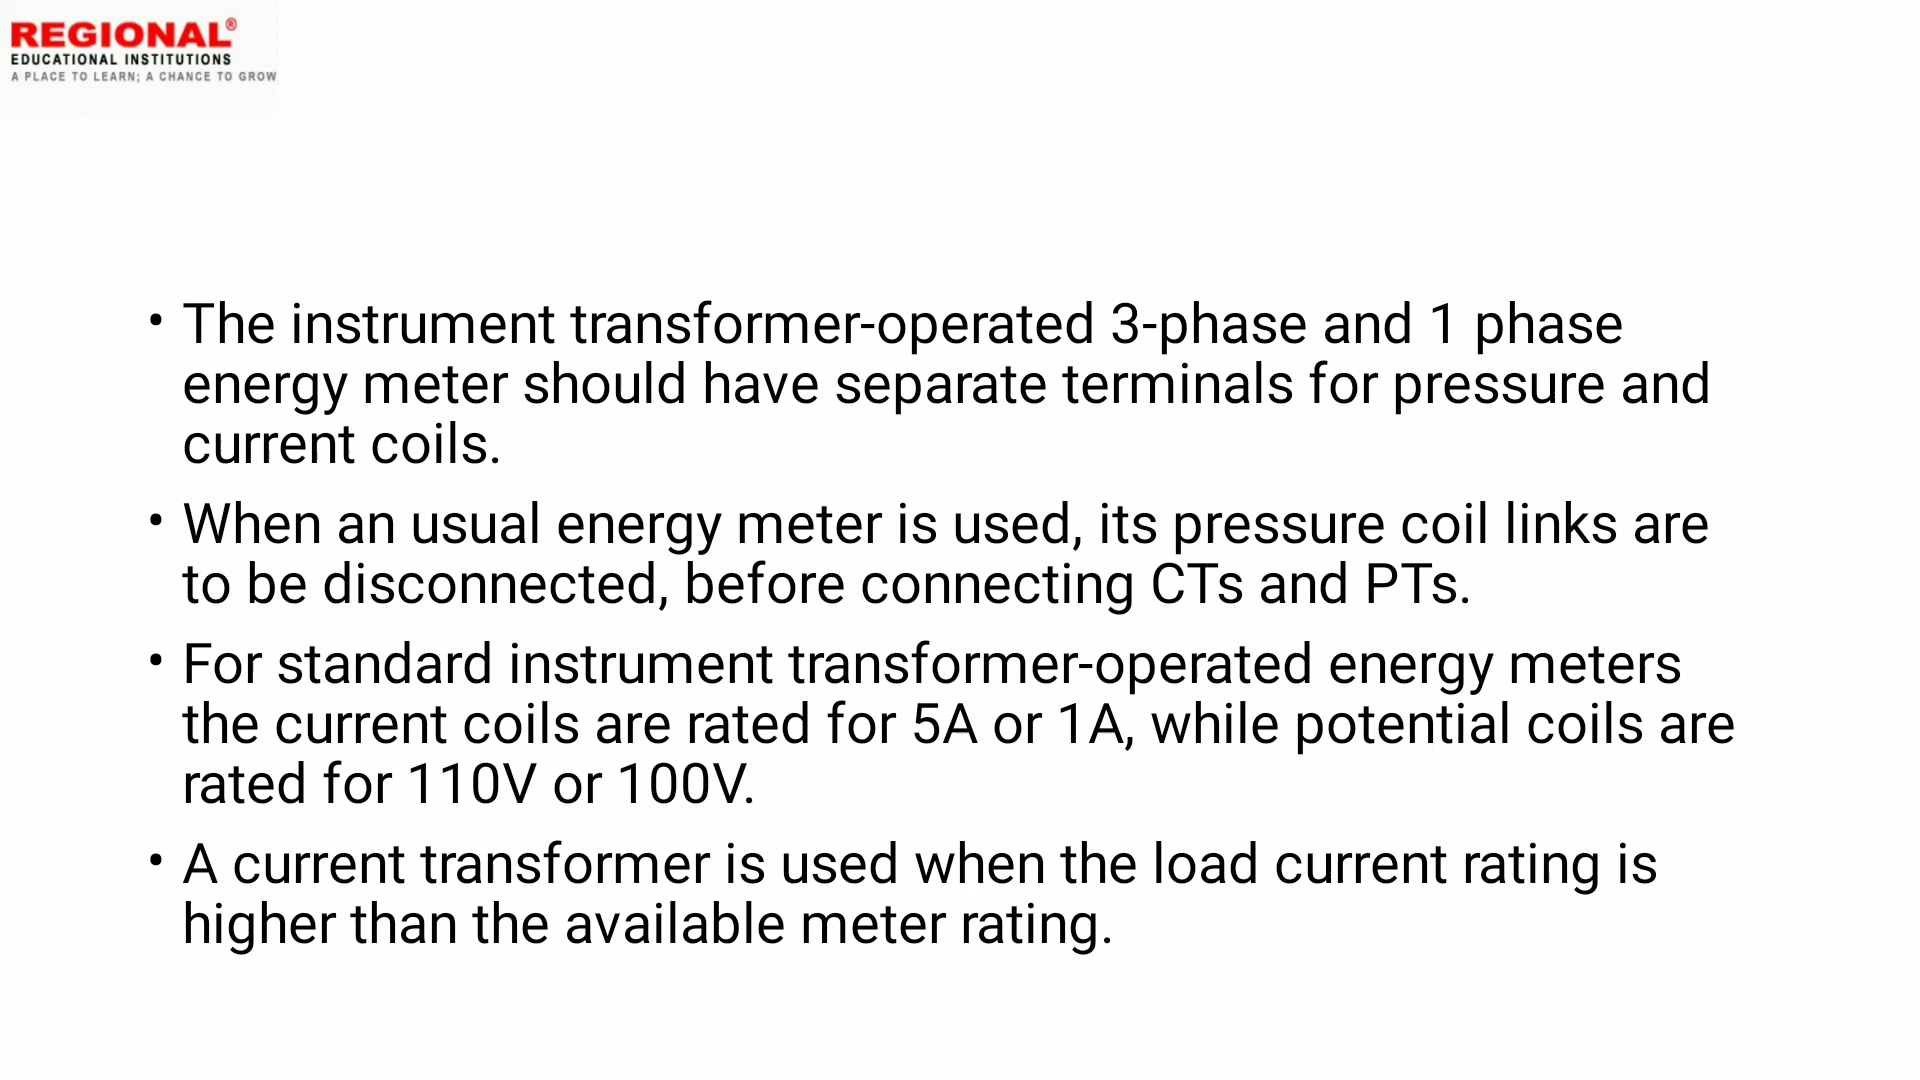 REGIONAL®
EDUCATIONAL INSTITUTIONS
A PLACE TO LEARN; A CHANCE TO GROW
• The instrument transformer-operated 3-phase and 1 phase
energy meter should have separate terminals for pressure and
current coils.
• When an usual energy meter is used, its pressure coil links are
to be disconnected, before connecting CTs and PTs.
• For standard instrument transformer-operated energy meters
the current coils are rated for 5A or 1A, while potential coils are
rated for 110V or 100V.
• A current transformer is used when the load current rating is
higher than the available meter rating.